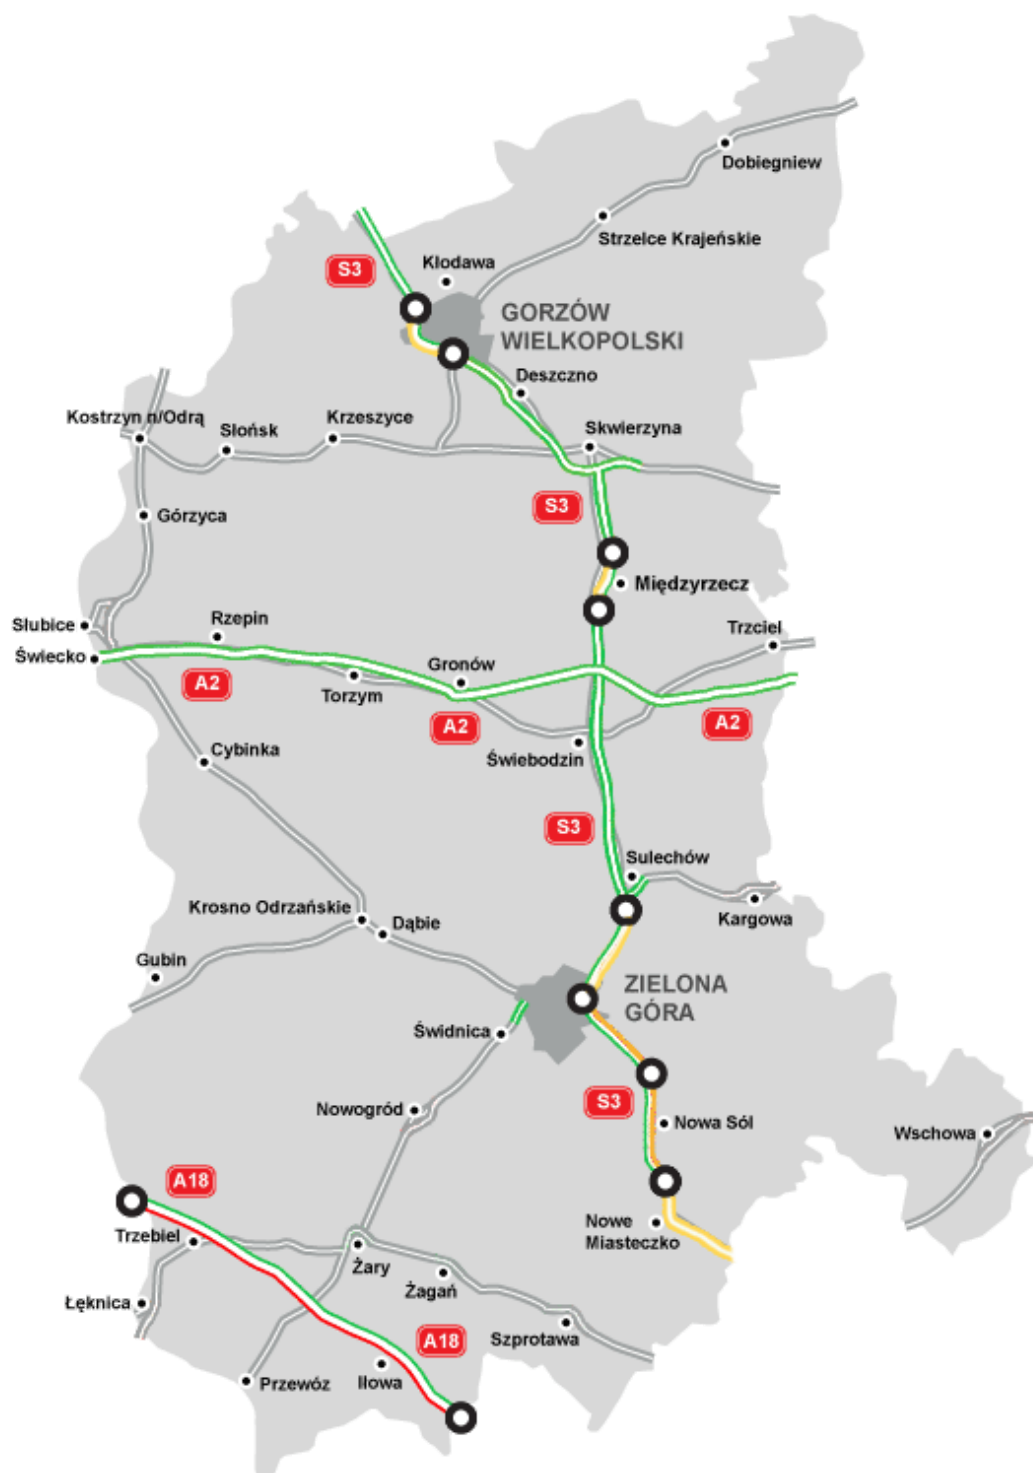 Dobiegniew
Strzelce Krajeńskie
S3
Kłodawa
GORZÓW
WIELKOPOLSKI
Deszczno
Kostrzyn n/Odrą
Słońsk
Krzeszyce
Skwierzyna
S3
Górzyca
Międzyrzecz
Słubice
Rzepin
Trzciel
Świecko
A2
Torzym
Gronów
A2
A2
Świebodzin
Cybinka
S3
Sulechów
Kargowa
Krosno Odrzańskie
Dąbie
Gubin
ZIELONA
GÓRA
Świdnica
Nowogród
S3
Nowa Sól
Wschowa
A18
Trzebiel
Nowe
Miasteczko
Żary
Żagań
Łęknica
A18
Szprotawa
Przewóz
Iłowa